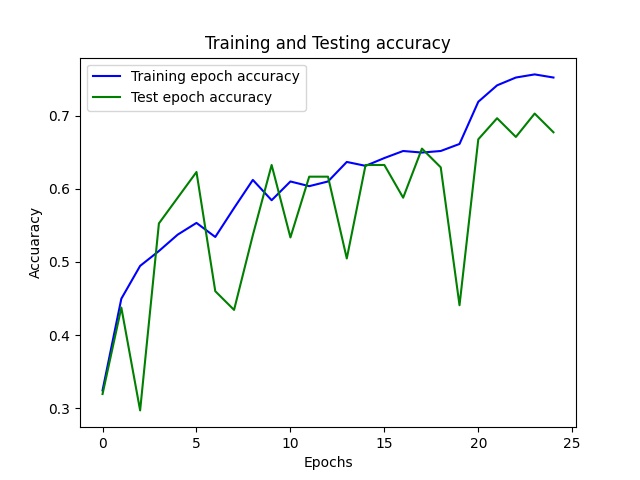 Training and Testing accuracy
Training epoch accuracy
Test epoch accuracy
0.7
0.6
0.5
0.4
0.3
Accuaracy
0 5 10 15 20 25
Epochs